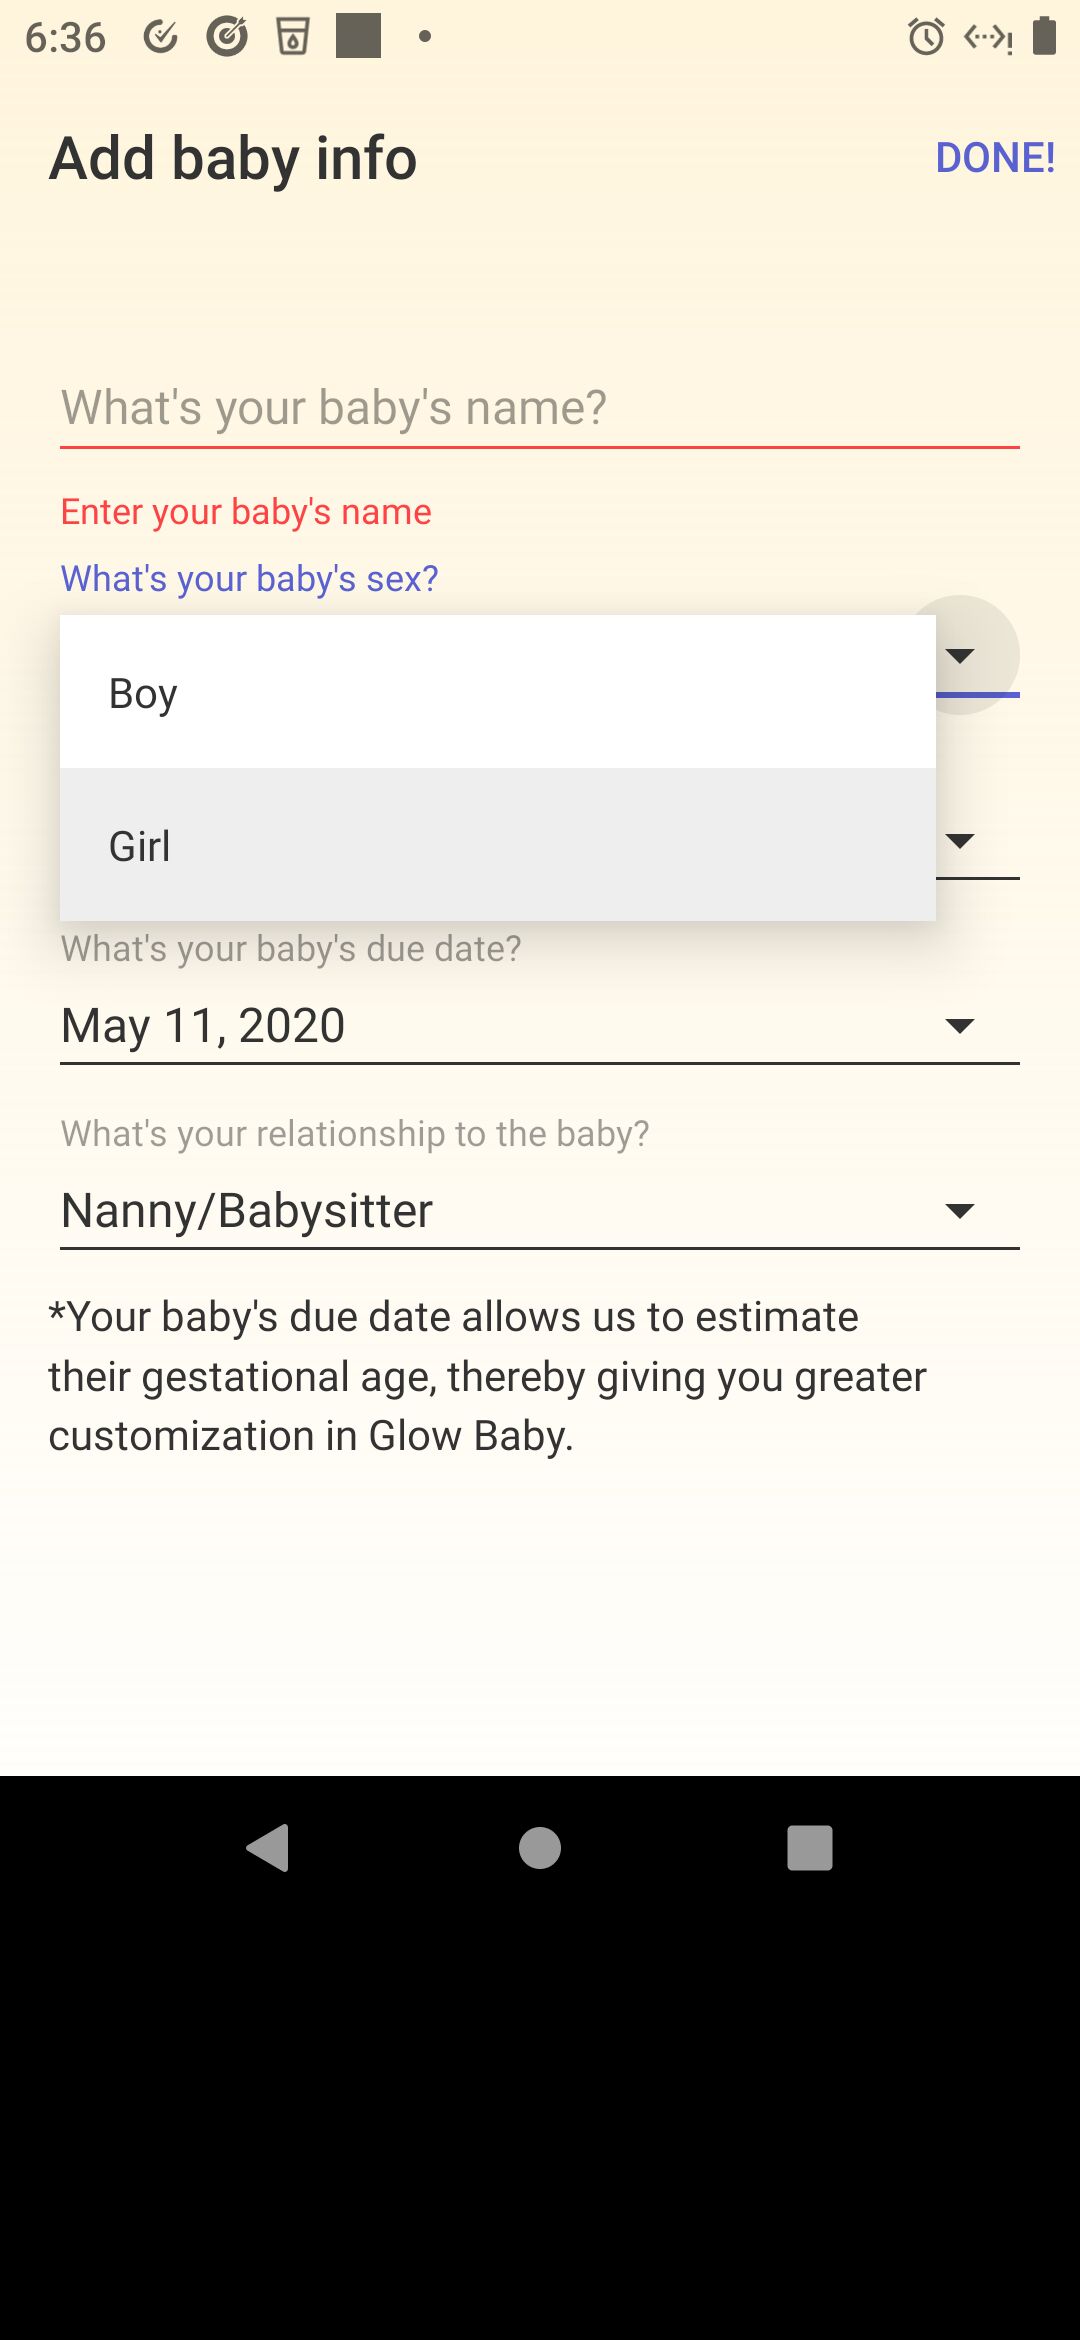 6:36
Add baby info
DONE!
What's your baby's name?
Enter your baby's name
What's your baby's sex?
Boy
Girl
What's your baby's due date?
May 11, 2020
What's your relationship to the baby?
Nanny/Babysitter
*Your baby's due date allows us to estimate
their gestational age, thereby giving you greater
customization in Glow Baby.